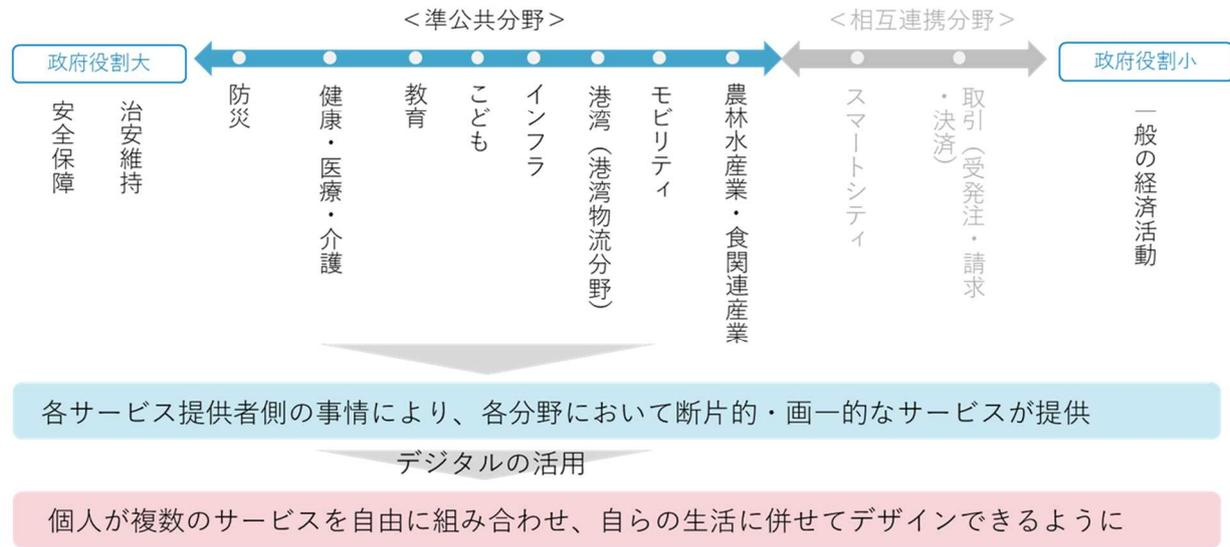 ＜準公共分野＞
＜相互連携分野＞
政府役割大
政府役割小
安全保障
治安維持
防災
健康・医療・介護
教育
こども
インフラ
港湾（港湾物流分野）
モビリティ
農林水産業・食関連産業
スマートシティ
取引（受発注・請求
・決済）
一般の経済活動
各サービス提供者側の事情により、各分野において断片的・画一的なサービスが提供
デジタルの活用
個人が複数のサービスを自由に組み合わせ、自らの生活に併せてデザインできるように